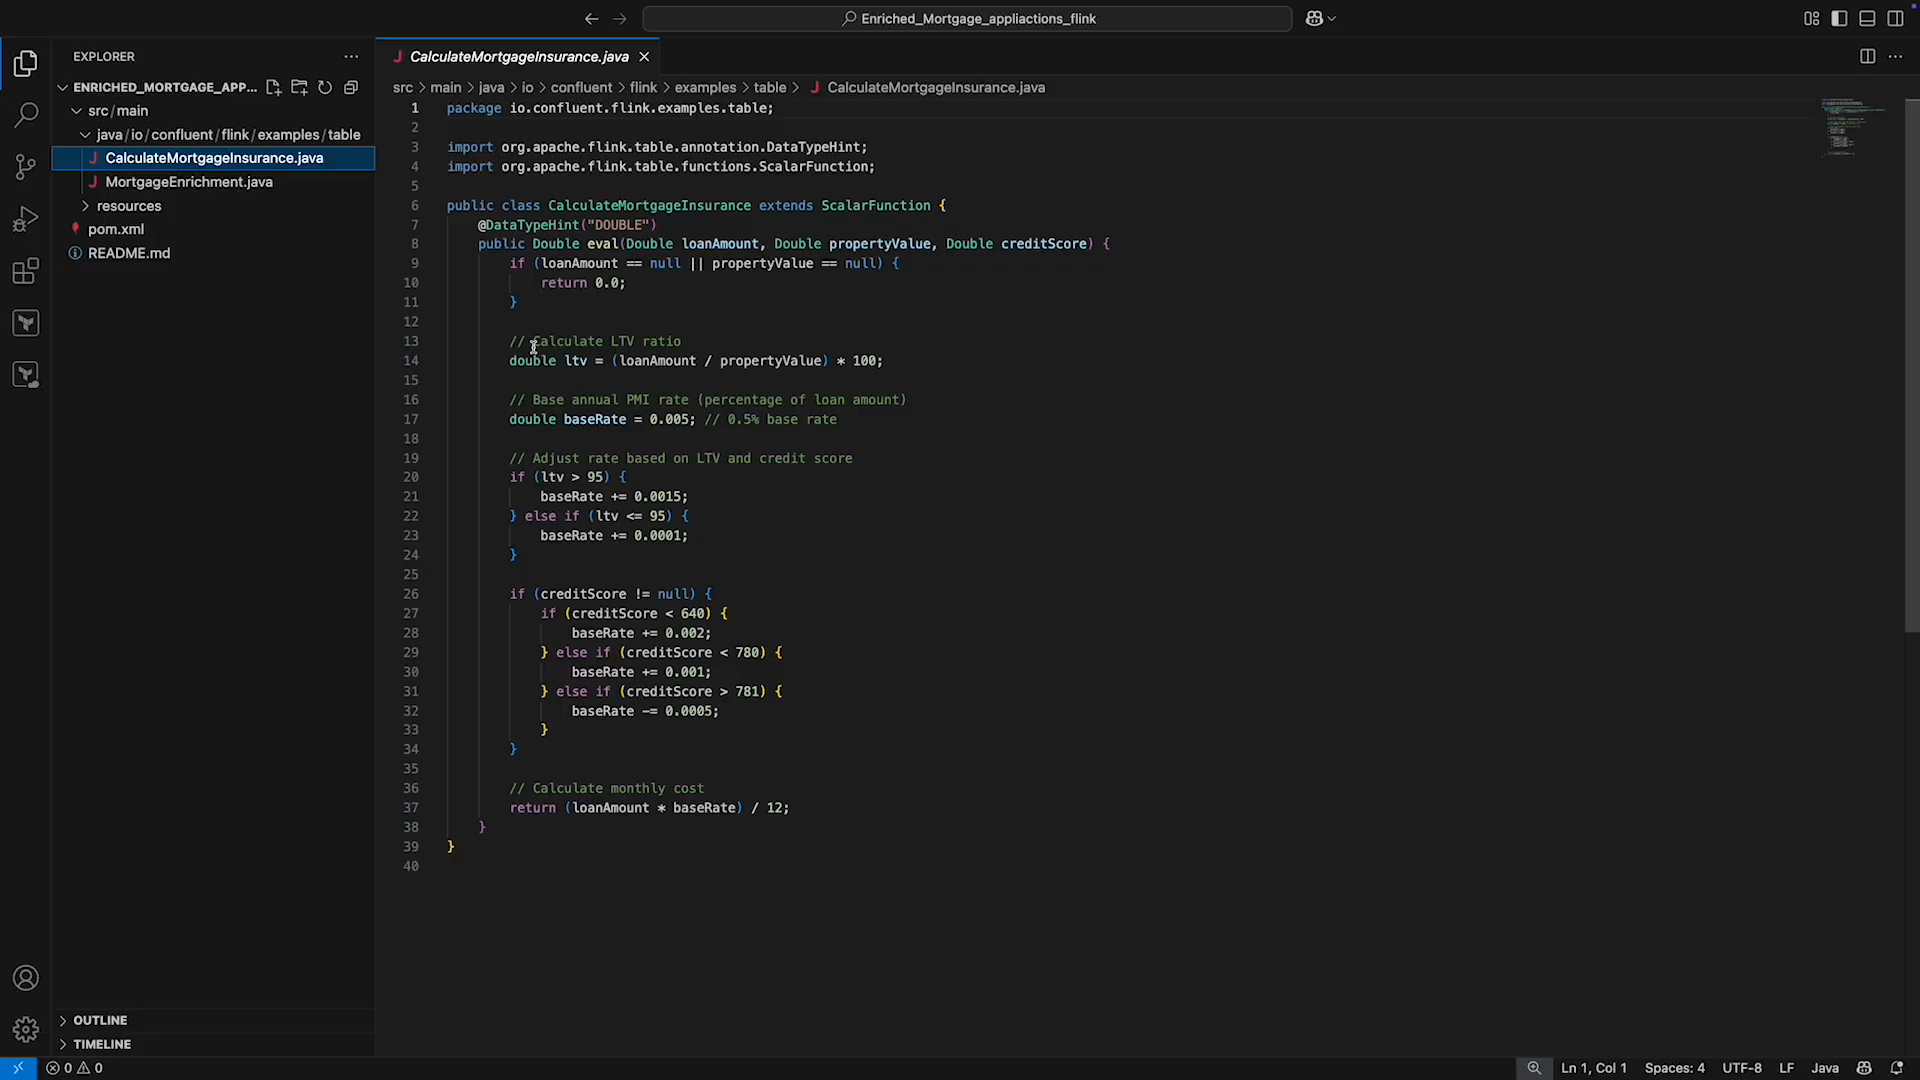 Enriched_Mortgage_appliactions_flink
EXPLORER
ENRICHED_MORTGAGE_APP...
src/main
java/io/confluent/flink/examples/table
J CalculateMortgageInsurance.java
J MortgageEnrichment.java
resources
pom.xml
README.md
OUTLINE
TIMELINE
J CalculateMortgageInsurance.java
src > main > java > io > confluent > flink > examples > table > J CalculateMortgageInsurance.java
1 package io.confluent.flink.examples.table;
2
3 import org.apache.flink.table.annotation.DataTypeHint;
4 import org.apache.flink.table.functions.ScalarFunction;
5
6 public class CalculateMortgageInsurance extends ScalarFunction {
7 @DataTypeHint("DOUBLE")
8 public Double eval(Double loanAmount, Double propertyValue, Double creditScore) {
9 if (loanAmount == null || propertyValue == null) {
10 return 0.0;
11 }
12
13 // Calculate LTV ratio
14 double ltv = (loanAmount / propertyValue) * 100;
15
16 // Base annual PMI rate (percentage of loan amount)
17 double baseRate = 0.005; // 0.5% base rate
18
19 // Adjust rate based on LTV and credit score
20 if (ltv > 95) {
21 baseRate += 0.0015;
22 } else if (ltv <= 95) {
23 baseRate += 0.0001;
24 }
25
26 if (creditScore != null) {
27 if (creditScore < 640) {
28 baseRate += 0.002;
29 } else if (creditScore < 780) {
30 baseRate += 0.001;
31 } else if (creditScore > 781) {
32 baseRate -= 0.0005;
33 }
34 }
35
36 // Calculate monthly cost
37 return (loanAmount * baseRate) / 12;
38 }
39 }
40
0 0
Ln 1, Col 1 Spaces: 4 UTF-8 LF Java